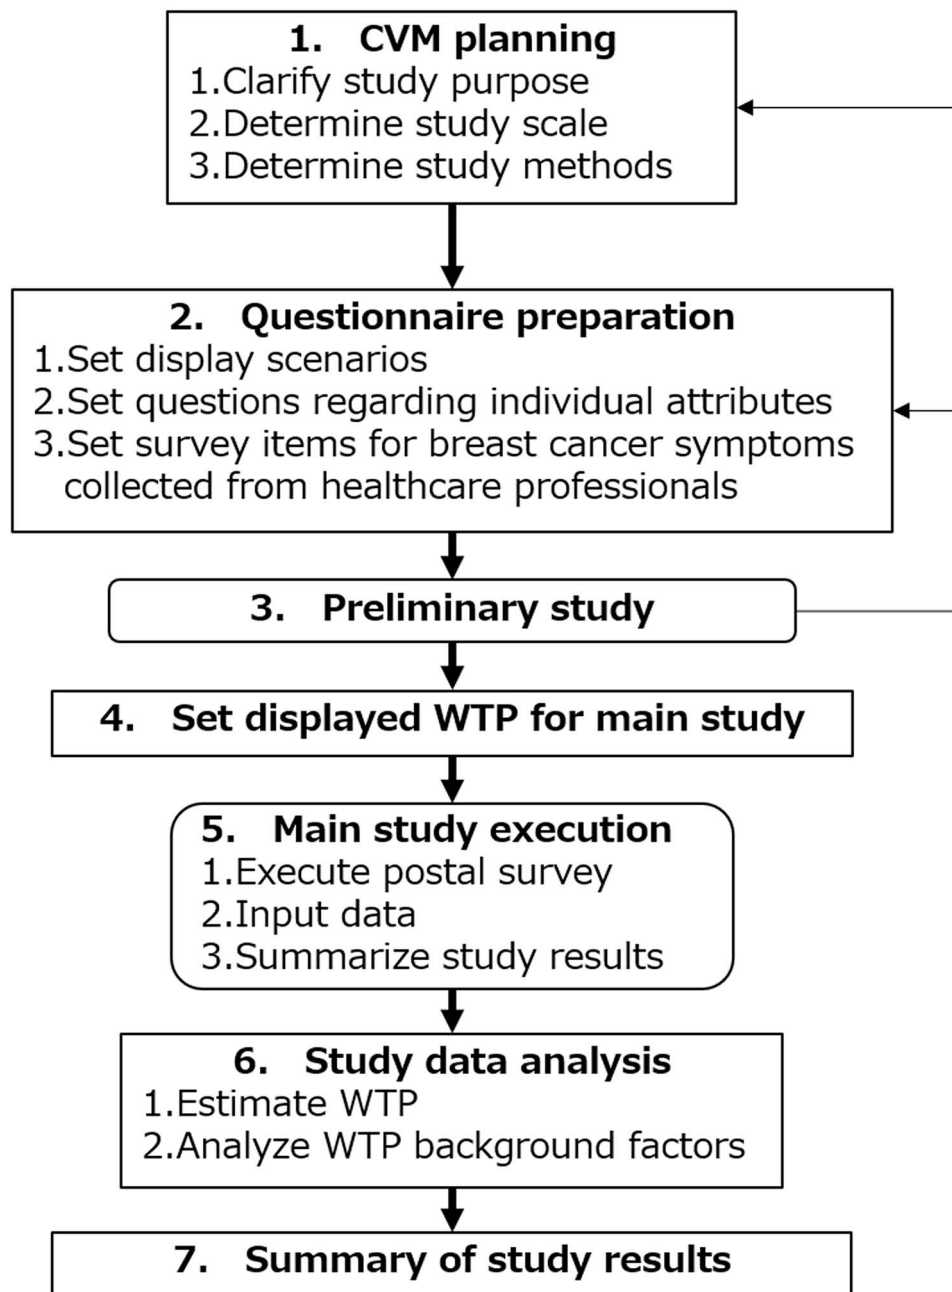 1. CVM planning
1.Clarify study purpose
2.Determine study scale
3.Determine study methods
2. Questionnaire preparation
1.Set display scenarios
2.Set questions regarding individual attributes
3.Set survey items for breast cancer symptoms
collected from healthcare professionals
3. Preliminary study
4. Set displayed WTP for main study
5. Main study execution
1.Execute postal survey
2.Input data
3.Summarize study results
6. Study data analysis
1.Estimate WTP
2.Analyze WTP background factors
7. Summary of study results